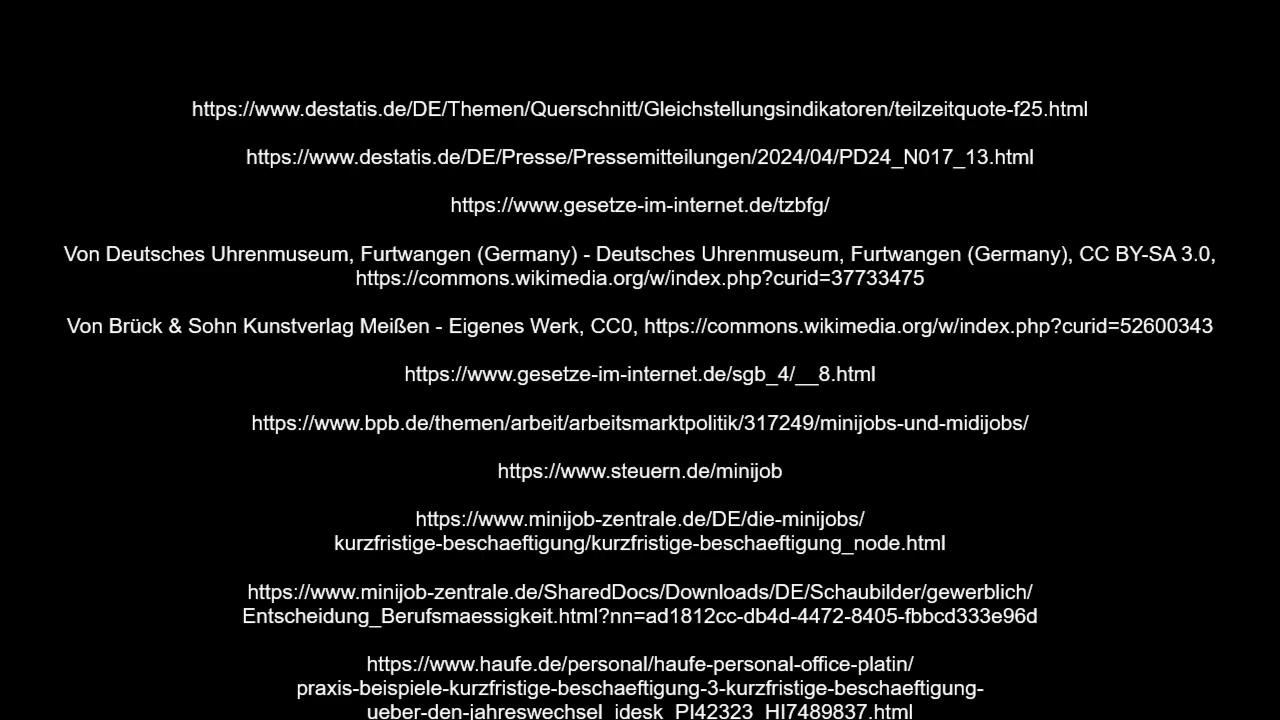 https://www.destatis.de/DE/Themen/Querschnitt/Gleichstellungsindikatoren/teilzeitquote-f25.html
https://www.destatis.de/DE/Presse/Pressemitteilungen/2024/04/PD24_N017_13.html
https://www.gesetze-im-internet.de/tzbfg/
Von Deutsches Uhrenmuseum, Furtwangen (Germany) - Deutsches Uhrenmuseum, Furtwangen (Germany), CC BY-SA 3.0,
https://commons.wikimedia.org/w/index.php?curid=37733475
Von Brück & Sohn Kunstverlag Meißen - Eigenes Werk, CC0, https://commons.wikimedia.org/w/index.php?curid=52600343
https://www.gesetze-im-internet.de/sgb_4/__8.html
https://www.bpb.de/themen/arbeit/arbeitsmarktpolitik/317249/minijobs-und-midijobs/
https://www.steuern.de/minijob
https://www.minijob-zentrale.de/DE/die-minijobs/
kurzfristige-beschaeftigung/kurzfristige-beschaeftigung_node.html
https://www.minijob-zentrale.de/SharedDocs/Downloads/DE/Schaubilder/gewerblich/
Entscheidung_Berufsmaessigkeit.html?nn=ad1812cc-db4d-4472-8405-fbbcd333e96d
https://www.haufe.de/personal/haufe-personal-office-platin/
praxis-beispiele-kurzfristige-beschaeftigung-3-kurzfristige-beschaeftigung-
ueber-den-jahreswechsel_idesk_PI42323_HI7489837.html